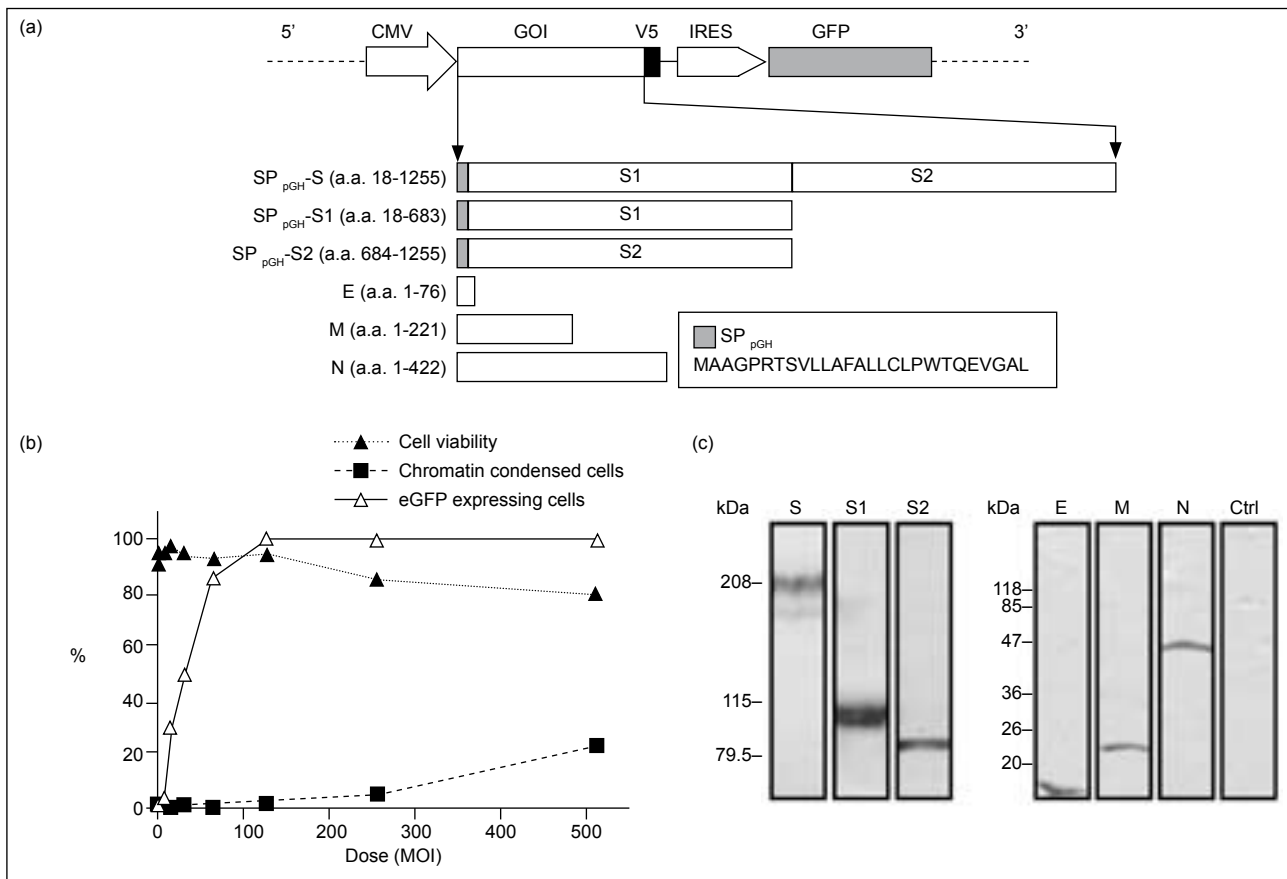 (a)
5’ CMV GOI V5 IRES GFP 3’
SP pGH-S (a.a. 18-1255) S1 S2
SP pGH-S1 (a.a. 18-683) S1
SP pGH-S2 (a.a. 684-1255) S2
E (a.a. 1-76)
M (a.a. 1-221)
N (a.a. 1-422)
SP pGH
MAAGPRTSVLLAFALLCLPWTQEVGAL
(b)
Cell viability
Chromatin condensed cells
eGFP expressing cells
%
100
80
60
40
20
0
0 100 200 300 400 500
Dose (MOI)
(c)
kDa S S1 S2
208–
115–
79.5–
kDa E M N Ctrl
118–
85–
47–
36–
26–
20–